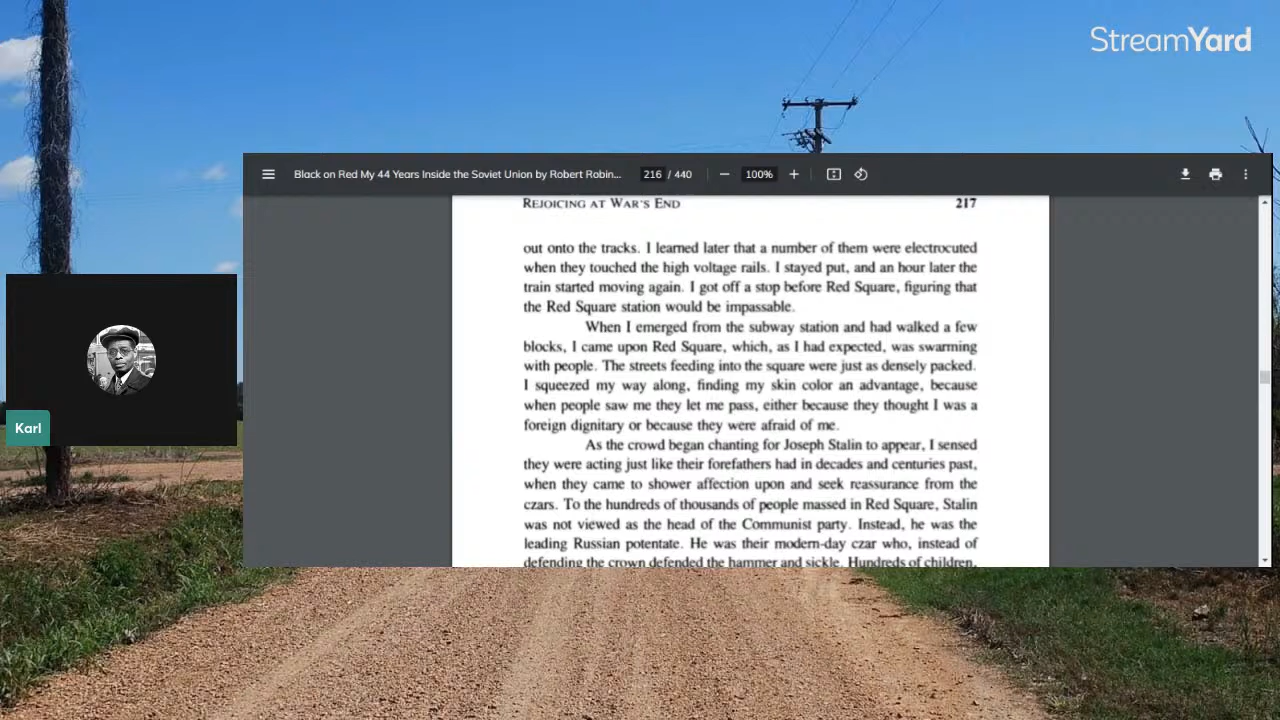 StreamYard
Black on Red My 44 Years Inside the Soviet Union by Robert Robin...
216 / 440
100%
REJOICING AT WAR'S END 217
out onto the tracks. I learned later that a number of them were electrocuted
when they touched the high voltage rails. I stayed put, and an hour later the
train started moving again. I got off a stop before Red Square, figuring that
the Red Square station would be impassable.
When I emerged from the subway station and had walked a few
blocks, I came upon Red Square, which, as I had expected, was swarming
with people. The streets feeding into the square were just as densely packed.
I squeezed my way along, finding my skin color an advantage, because
when people saw me they let me pass, either because they thought I was a
foreign dignitary or because they were afraid of me.
As the crowd began chanting for Joseph Stalin to appear, I sensed
they were acting just like their forefathers had in decades and centuries past,
when they came to shower affection upon and seek reassurance from the
czars. To the hundreds of thousands of people massed in Red Square, Stalin
was not viewed as the head of the Communist party. Instead, he was the
leading Russian potentate. He was their modern-day czar who, instead of
defending the crown defended the hammer and sickle. Hundreds of children,
Karl